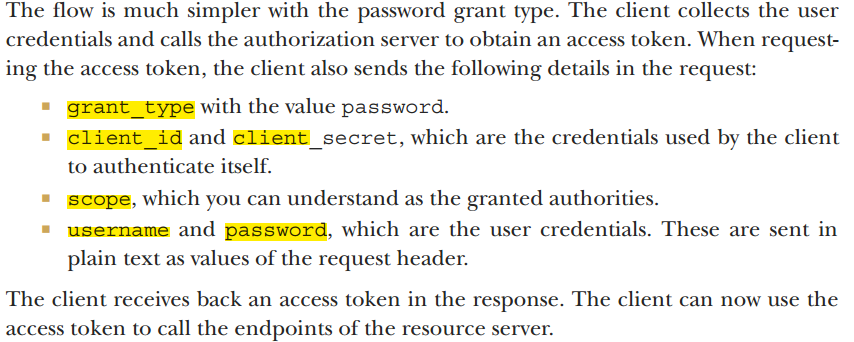 The flow is much simpler with the password grant type. The client collects the user
credentials and calls the authorization server to obtain an access token. When request-
ing the access token, the client also sends the following details in the request:
▪ grant_type with the value password.
▪ client_id and client_secret, which are the credentials used by the client
to authenticate itself.
▪ scope, which you can understand as the granted authorities.
▪ username and password, which are the user credentials. These are sent in
plain text as values of the request header.
The client receives back an access token in the response. The client can now use the
access token to call the endpoints of the resource server.